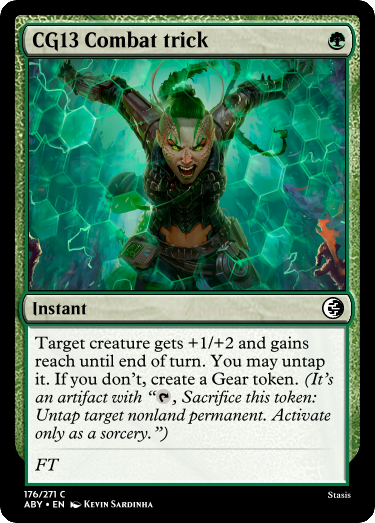 CG13 Combat trick
Instant
Target creature gets +1/+2 and gains
reach until end of turn. You may untap
it. If you don't, create a Gear token. (It's
an artifact with “, Sacrifice this token:
Untap target nonland permanent. Activate
only as a sorcery.”)
FT
176/271 C
Stasis
ABY • EN Kevin Sardinha